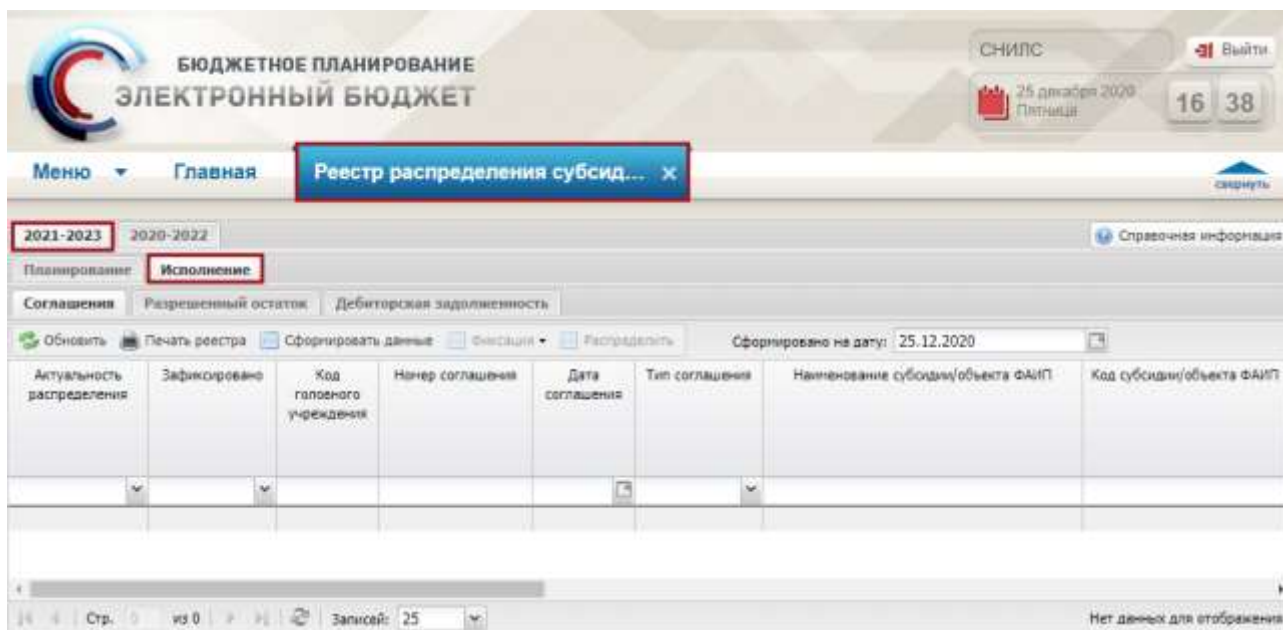 БЮДЖЕТНОЕ ПЛАНИРОВАНИЕ
ЭЛЕКТРОННЫЙ БЮДЖЕТ
СНИЛС
Выйти
25 декабря 2020
Пятница
16 38
Меню Главная Реестр распределения субсид... ×
свернуть
2021-2023 2020-2022 Справочная информация
Планирование Исполнение
Соглашения Разрешенный остаток Дебиторская задолженность
Обновить Печать реестра Сформировать данные Фиксация Распределить Сформировано на дату: 25.12.2020
Актуальность распределения Зафиксировано Код головного учреждения Номер соглашения Дата соглашения Тип соглашения Наименование субсидии/объекта ФАИП Код субсидии/объекта ФАИП
Стр. 0 из 0 Записей: 25 Нет данных для отображения